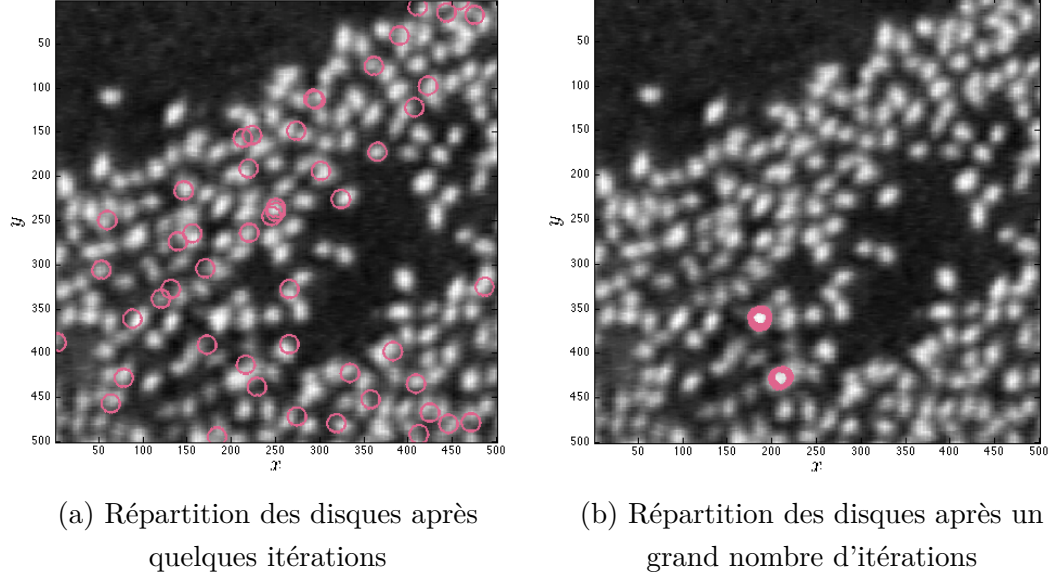 50
100
150
200
250
300
350
400
450
500
y
50 100 150 200 250 300 350 400 450 500
x
50
100
150
200
250
300
350
400
450
500
y
50 100 150 200 250 300 350 400 450 500
x
(a) Répartition des disques après
quelques itérations
(b) Répartition des disques après un
grand nombre d'itérations